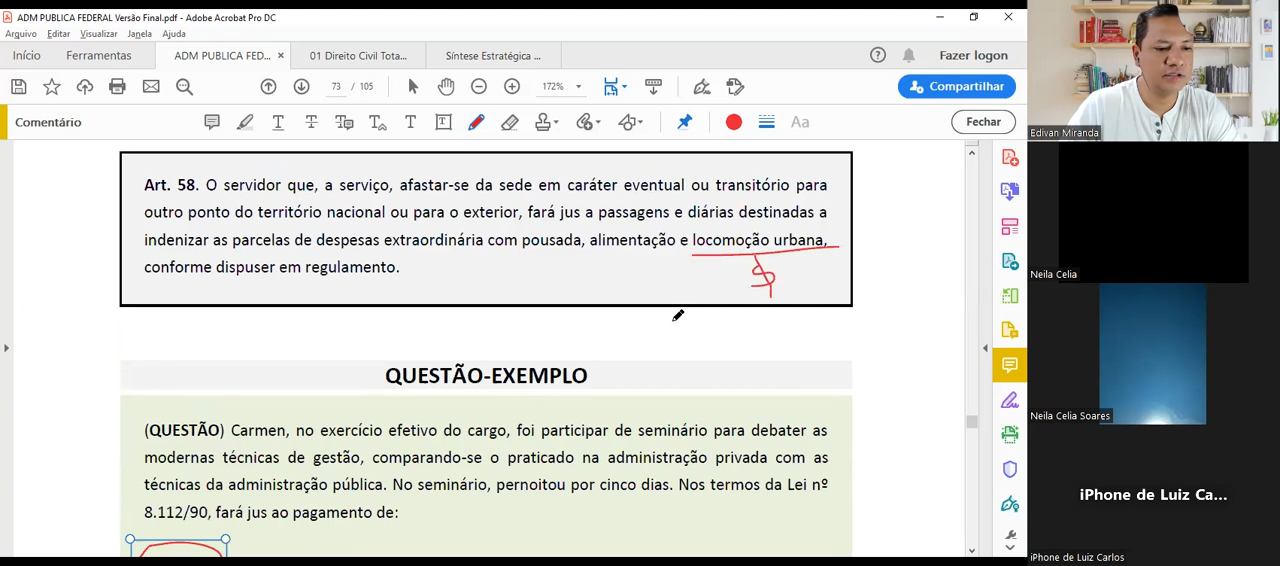 ADM PUBLICA FEDERAL Versão Final.pdf - Adobe Acrobat Pro DC
Arquivo Editar Visualizar Janela Ajuda
Início Ferramentas ADM PUBLICA FED... × 01 Direito Civil Tota... Síntese Estratégica ... Fazer logon
73 / 105 172% Compartilhar
Comentário Aa Fechar
Art. 58. O servidor que, a serviço, afastar-se da sede em caráter eventual ou transitório para
outro ponto do território nacional ou para o exterior, fará jus a passagens e diárias destinadas a
indenizar as parcelas de despesas extraordinária com pousada, alimentação e locomoção urbana,
conforme dispuser em regulamento.
$
QUESTÃO-EXEMPLO
(QUESTÃO) Carmen, no exercício efetivo do cargo, foi participar de seminário para debater as
modernas técnicas de gestão, comparando-se o praticado na administração privada com as
técnicas da administração pública. No seminário, pernoitou por cinco dias. Nos termos da Lei nº
8.112/90, fará jus ao pagamento de:
Edivan Miranda
Neila Celia
Neila Celia Soares
iPhone de Luiz Ca...
iPhone de Luiz Carlos